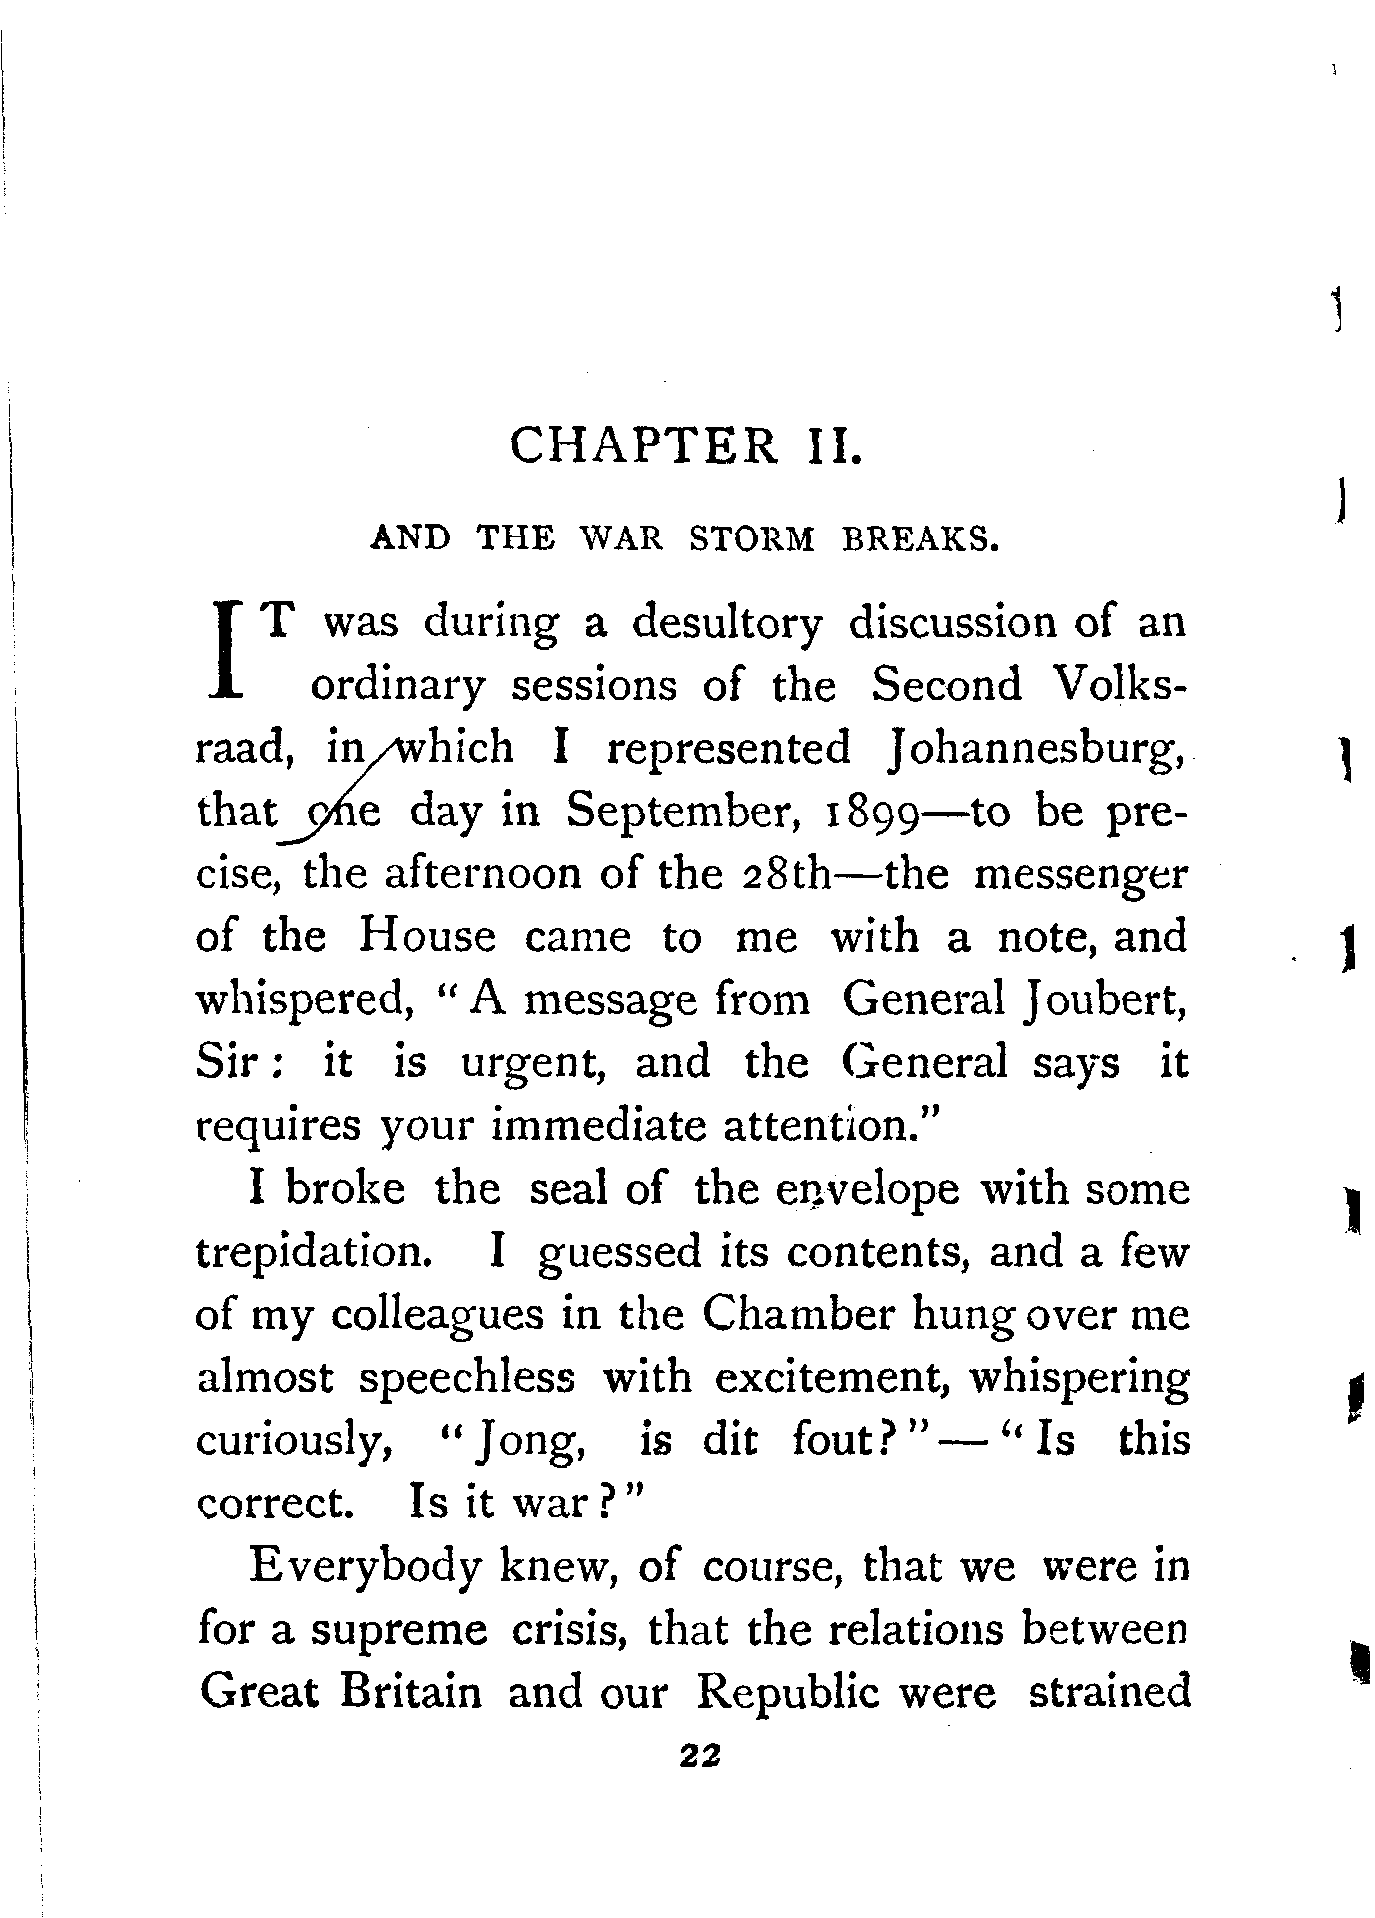 CHAPTER II.
AND THE WAR STORM BREAKS.
IT was during a desultory discussion of an
ordinary sessions of the Second Volks-
raad, in which I represented Johannesburg,
that one day in September, 1899—to be pre-
cise, the afternoon of the 28th—the messenger
of the House came to me with a note, and
whispered, “ A message from General Joubert,
Sir : it is urgent, and the General says it
requires your immediate attention.”
I broke the seal of the envelope with some
trepidation. I guessed its contents, and a few
of my colleagues in the Chamber hung over me
almost speechless with excitement, whispering
curiously, “ Jong, is dit fout? ”—“ Is this
correct. Is it war ? ”
Everybody knew, of course, that we were in
for a supreme crisis, that the relations between
Great Britain and our Republic were strained
22